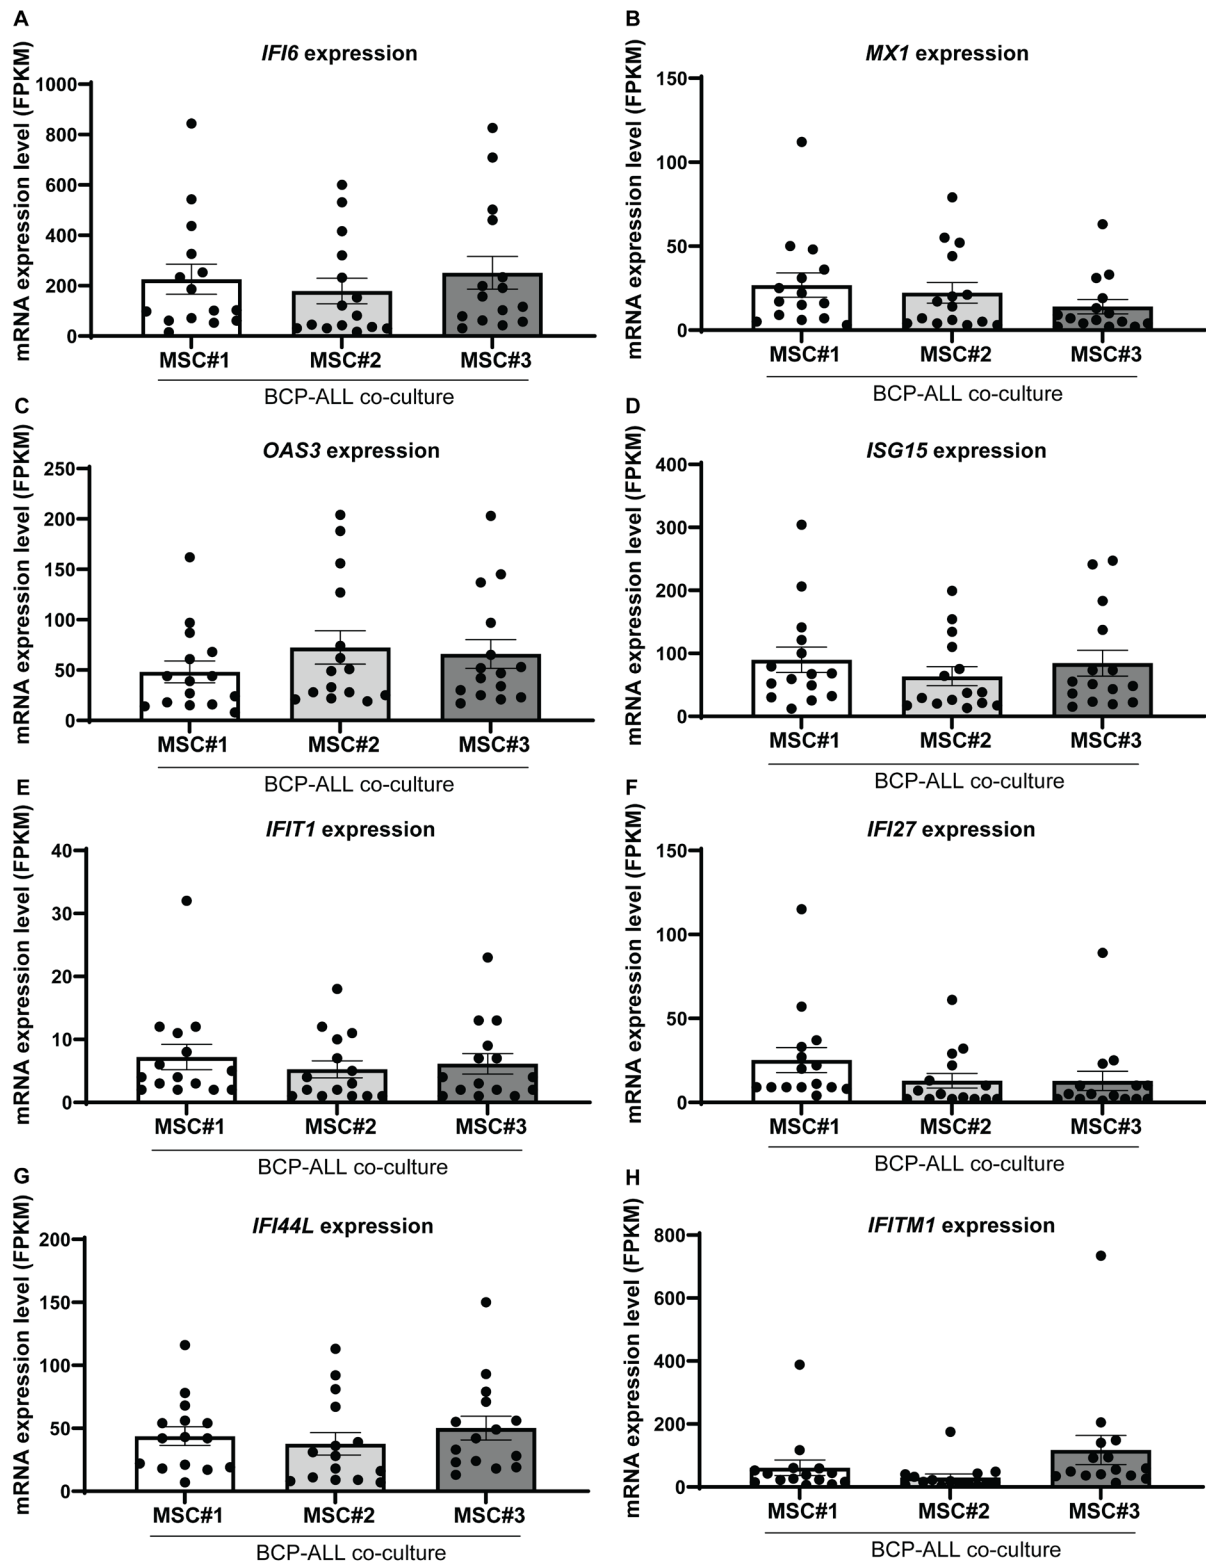 A
IFI6 expression
mRNA expression level (FPKM)
1000
800
600
400
200
0
MSC#1 MSC#2 MSC#3
BCP-ALL co-culture
B
MX1 expression
mRNA expression level (FPKM)
150
100
50
0
MSC#1 MSC#2 MSC#3
BCP-ALL co-culture
C
OAS3 expression
mRNA expression level (FPKM)
250
200
150
100
50
0
MSC#1 MSC#2 MSC#3
BCP-ALL co-culture
D
ISG15 expression
mRNA expression level (FPKM)
400
300
200
100
0
MSC#1 MSC#2 MSC#3
BCP-ALL co-culture
E
IFIT1 expression
mRNA expression level (FPKM)
40
30
20
10
0
MSC#1 MSC#2 MSC#3
BCP-ALL co-culture
F
IFI27 expression
mRNA expression level (FPKM)
150
100
50
0
MSC#1 MSC#2 MSC#3
BCP-ALL co-culture
G
IFI44L expression
mRNA expression level (FPKM)
200
150
100
50
0
MSC#1 MSC#2 MSC#3
BCP-ALL co-culture
H
IFITM1 expression
mRNA expression level (FPKM)
800
600
400
200
0
MSC#1 MSC#2 MSC#3
BCP-ALL co-culture